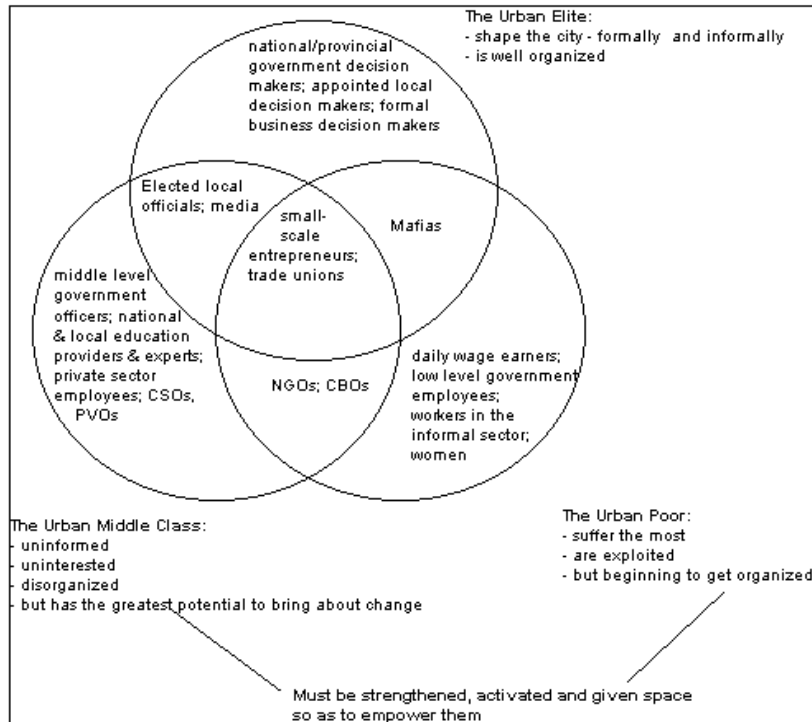 The Urban Elite:
- shape the city - formally and informally
- is well organized
national/provincial
government decision
makers; appointed local
decision makers; formal
business decision makers
Elected local
officials; media
small-
scale
entrepreneurs;
trade unions
Mafias
middle level
government
officers; national
& local education
providers & experts;
private sector
employees; CSOs,
PVOs
NGOs; CBOs
daily wage earners;
low level government
employees;
workers in the
informal sector;
women
The Urban Middle Class:
- uninformed
- uninterested
- disorganized
- but has the greatest potential to bring about change
The Urban Poor:
- suffer the most
- are exploited
- but beginning to get organized
Must be strengthened, activated and given space
so as to empower them